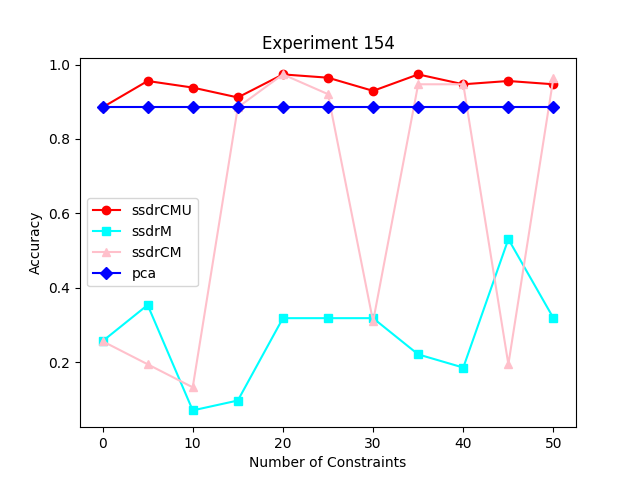 Experiment 154
Accuracy
1.0
0.8
0.6
0.4
0.2
ssdrCMU
ssdrM
ssdrCM
pca
0 10 20 30 40 50
Number of Constraints